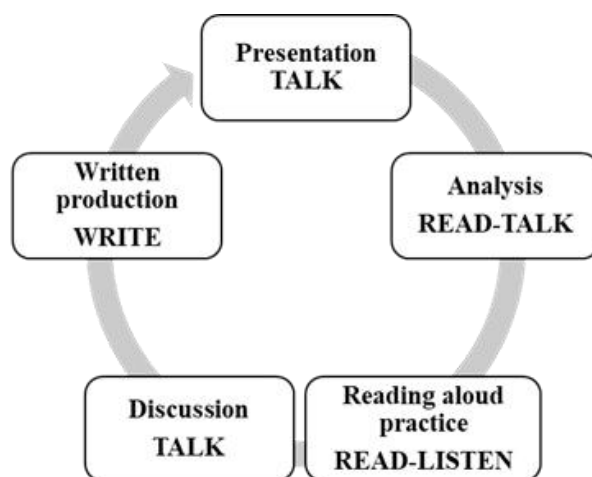 Presentation
TALK
Analysis
READ-TALK
Reading aloud
practice
READ-LISTEN
Discussion
TALK
Written
production
WRITE